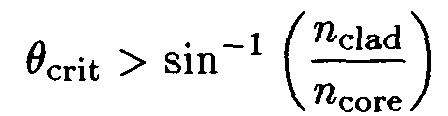 θ_crit > sin⁻¹ (n_clad / n_core)